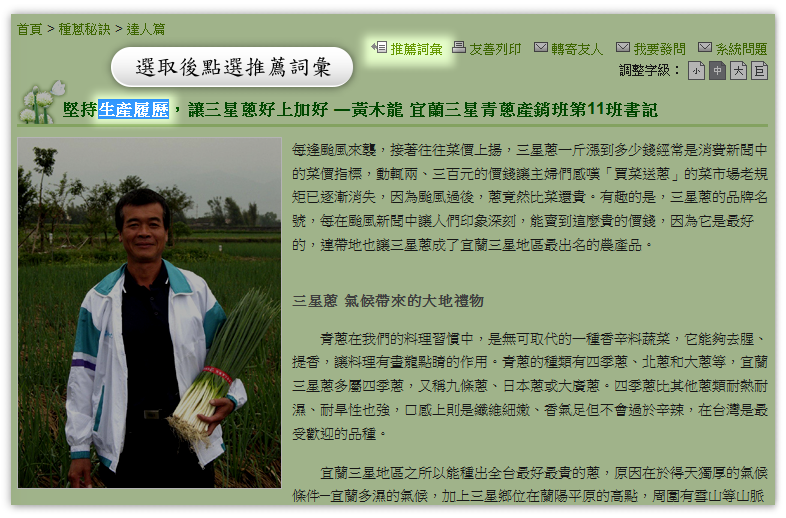 首頁 > 種蔥秘訣 > 達人篇
推薦詞彙 友善列印 轉寄友人 我要發問 系統問題
選取後點選推薦詞彙
調整字級： 小 中 大 巨
堅持生產履歷，讓三星蔥好上加好 —黃木龍 宜蘭三星青蔥產銷班第11班書記
每逢颱風來襲，接著往往菜價上揚，三星蔥一斤漲到多少錢經常是消費新聞中
的菜價指標，動輒兩、三百元的價錢讓主婦們感嘆「買菜送蔥」的菜市場老規
矩已逐漸消失，因為颱風過後，蔥竟然比菜還貴。有趣的是，三星蔥的品牌名
號，每在颱風新聞中讓人們印象深刻，能賣到這麼貴的價錢，因為它是最好
的，連帶地也讓三星蔥成了宜蘭三星地區最出名的農產品。
三星蔥 氣候帶來的大地禮物
青蔥在我們的料理習慣中，是無可取代的一種香辛料蔬菜，它能夠去腥、
提香，讓料理有畫龍點睛的作用。青蔥的種類有四季蔥、北蔥和大蔥等，宜蘭
三星蔥多屬四季蔥，又稱九條蔥、日本蔥或大廣蔥。四季蔥比其他蔥類耐熱耐
濕、耐旱性也強，口感上則是纖維細嫩、香氣足但不會過於辛辣，在台灣是最
受歡迎的品種。
宜蘭三星地區之所以能種出全台最好最貴的蔥，原因在於得天獨厚的氣候
條件─宜蘭多濕的氣候，加上三星鄉位在蘭陽平原的高點，周圍有雪山等山脈